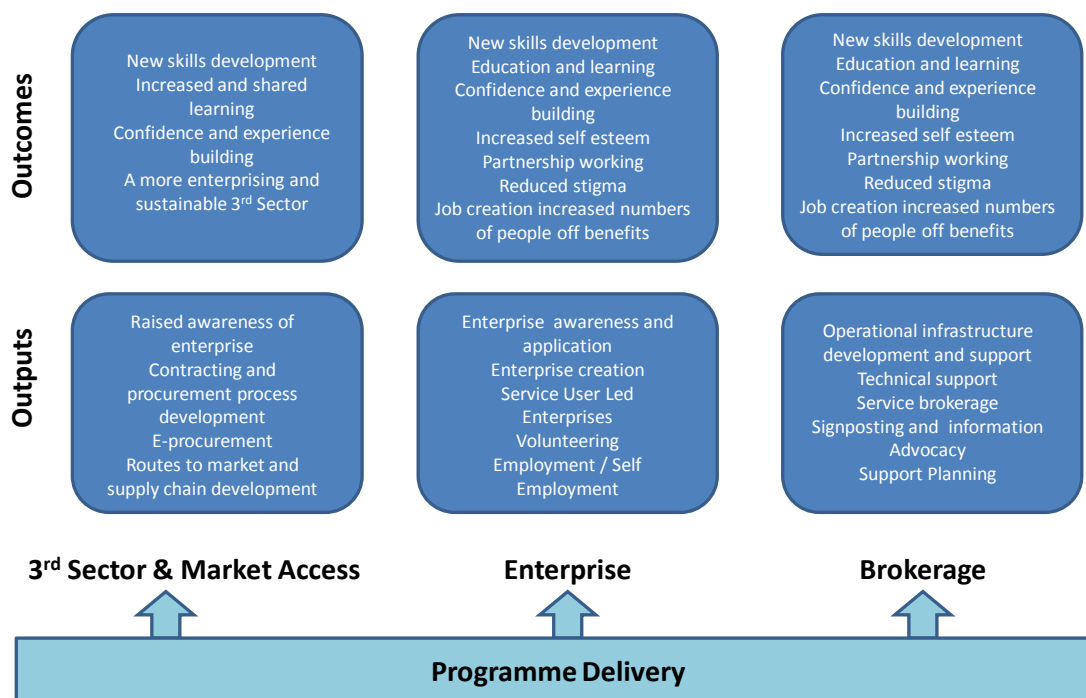 Outcomes
New skills development
Increased and shared
learning
Confidence and experience
building
A more enterprising and
sustainable 3rd Sector
New skills development
Education and learning
Confidence and experience
building
Increased self esteem
Partnership working
Reduced stigma
Job creation increased numbers
of people off benefits
New skills development
Education and learning
Confidence and experience
building
Increased self esteem
Partnership working
Reduced stigma
Job creation increased numbers
of people off benefits
Outputs
Raised awareness of
enterprise
Contracting and
procurement process
development
E-procurement
Routes to market and
supply chain development
Enterprise awareness and
application
Enterprise creation
Service User Led
Enterprises
Volunteering
Employment / Self
Employment
Operational infrastructure
development and support
Technical support
Service brokerage
Signposting and information
Advocacy
Support Planning
3rd Sector & Market Access
Enterprise
Brokerage
Programme Delivery